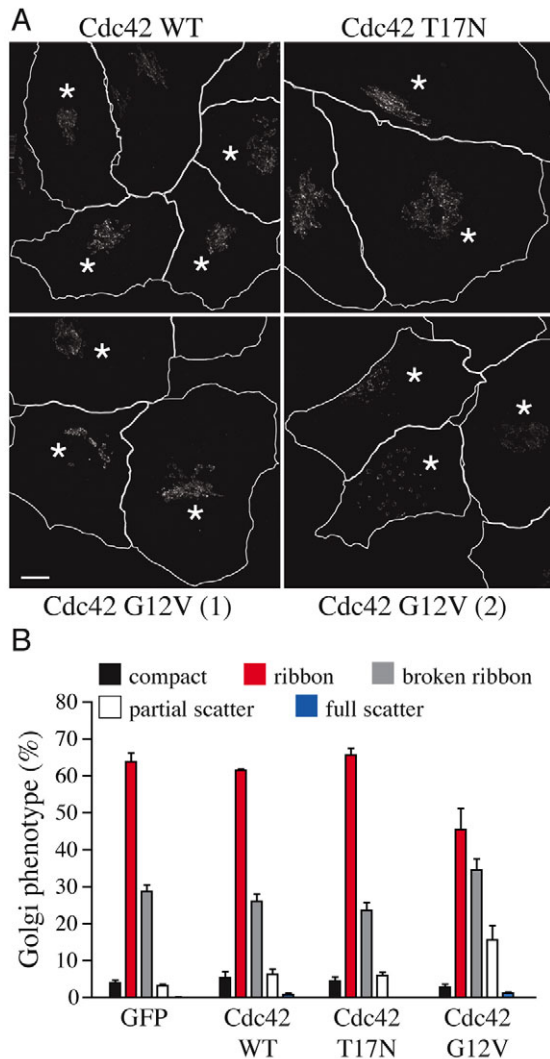 A
Cdc42 WT
Cdc42 T17N
*
*
*
*
*
*
*
*
*
*
*
*
Cdc42 G12V (1)
Cdc42 G12V (2)
B
compact
ribbon
broken ribbon
partial scatter
full scatter
Golgi phenotype (%)
80
70
60
50
40
30
20
10
0
GFP
Cdc42 WT
Cdc42 T17N
Cdc42 G12V